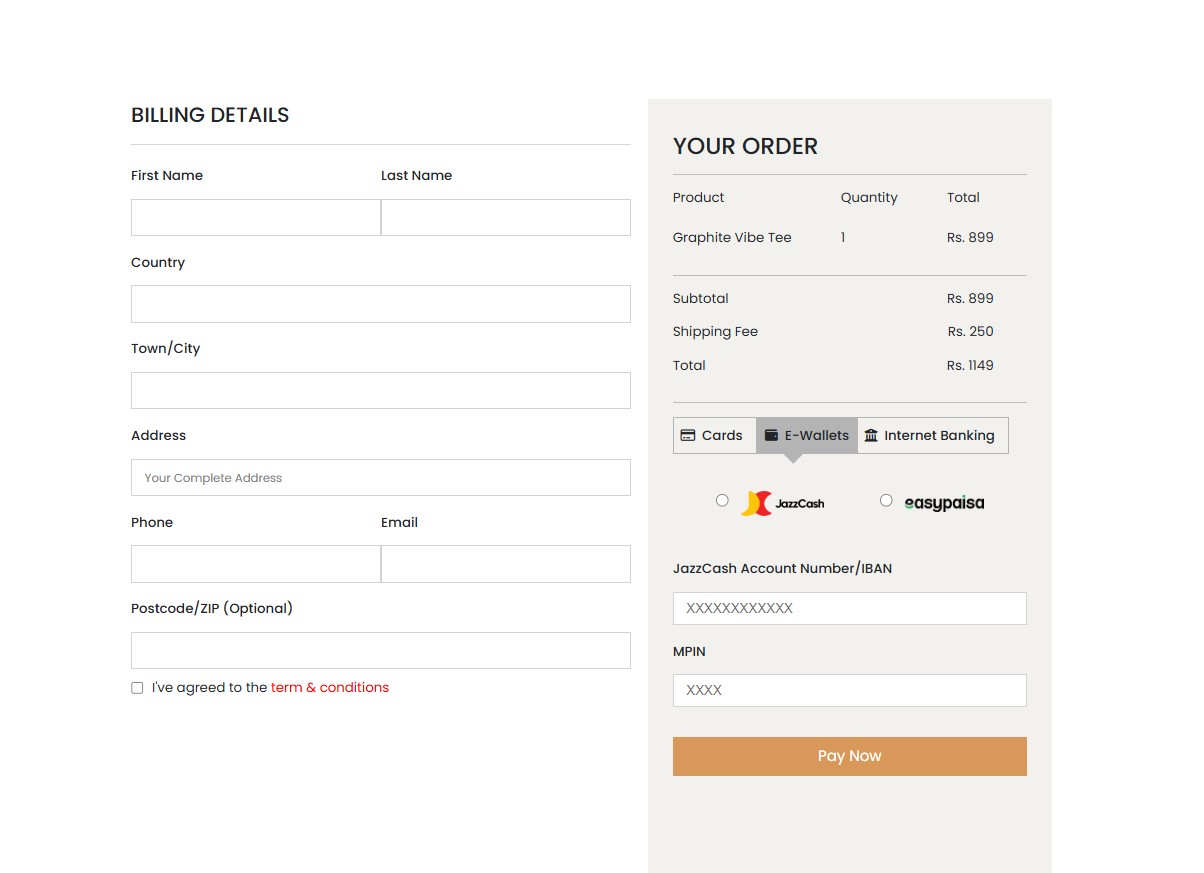 BILLING DETAILS
First Name Last Name
Country
Town/City
Address
Your Complete Address
Phone Email
Postcode/ZIP (Optional)
I've agreed to the term & conditions
YOUR ORDER
Product Quantity Total
Graphite Vibe Tee 1 Rs. 899
Subtotal Rs. 899
Shipping Fee Rs. 250
Total Rs. 1149
Cards E-Wallets Internet Banking
JazzCash easypaisa
JazzCash Account Number/IBAN
XXXXXXXXXXXX
MPIN
XXXX
Pay Now